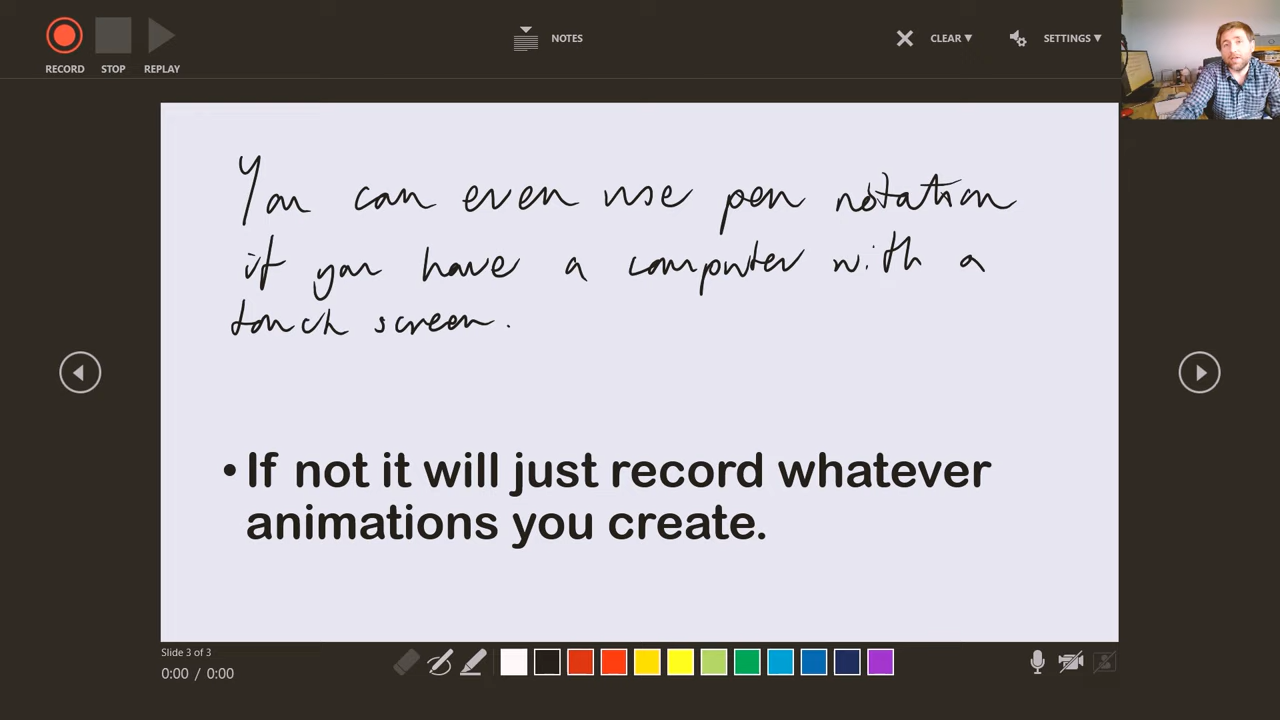 RECORD STOP REPLAY
NOTES
CLEAR SETTINGS
You can even use pen notation
if you have a computer with a
touch screen.
• If not it will just record whatever
animations you create.
Slide 3 of 3
0:00 / 0:00